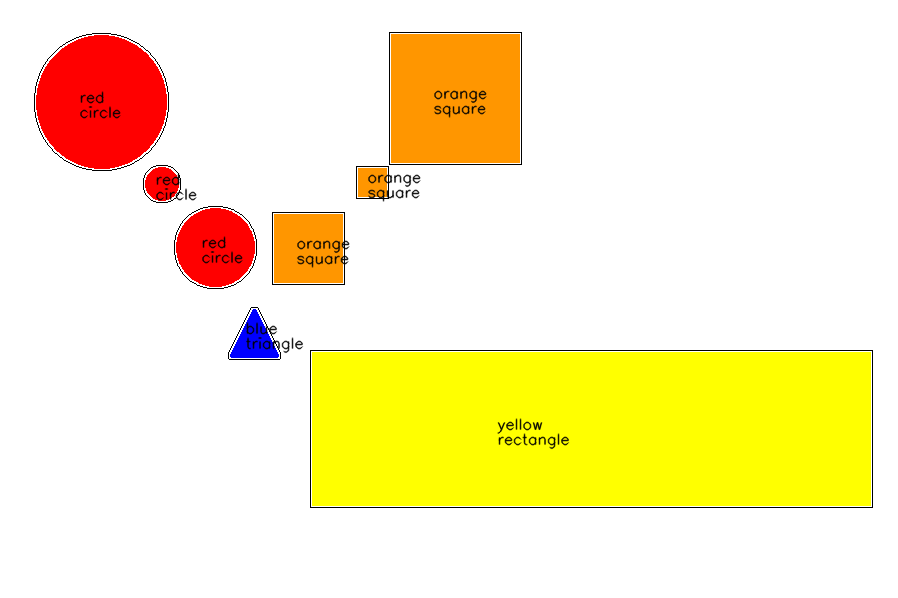 red
circle
orange
square
red
circle
orange
square
red
circle
orange
square
blue
triangle
yellow
rectangle